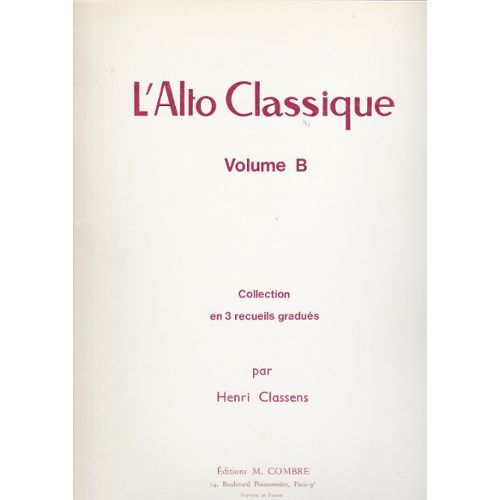 L'Alto Classique
Volume B
Collection
en 3 recueils gradués
par
Henri Classens
Éditions M. COMBRE
24, Boulevard Poissonnière, Paris-9ᵉ
Imprimé en France